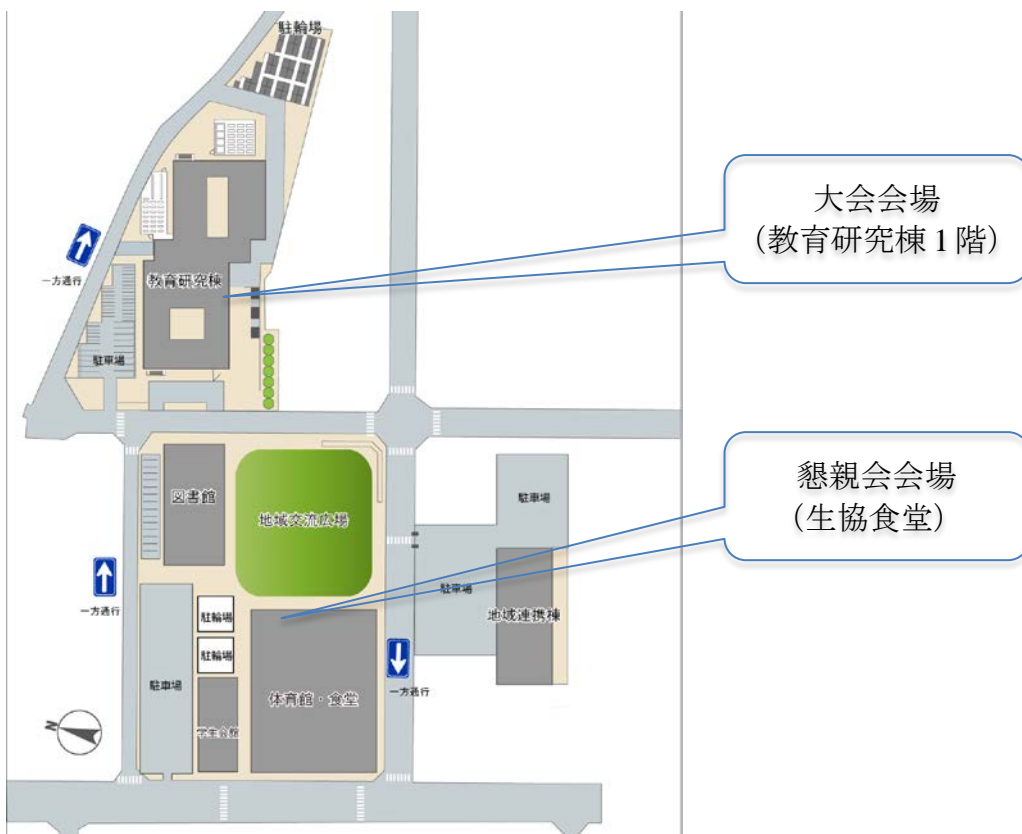 駐輪場
大会会場
（教育研究棟 1 階）
一方通行
教育研究棟
駐車場
図書館
地域交流広場
懇親会会場
（生協食堂）
駐車場
駐車場
地域連携棟
一方通行
駐輪場
駐輪場
駐車場
体育館・食堂
一方通行
学生会館
N